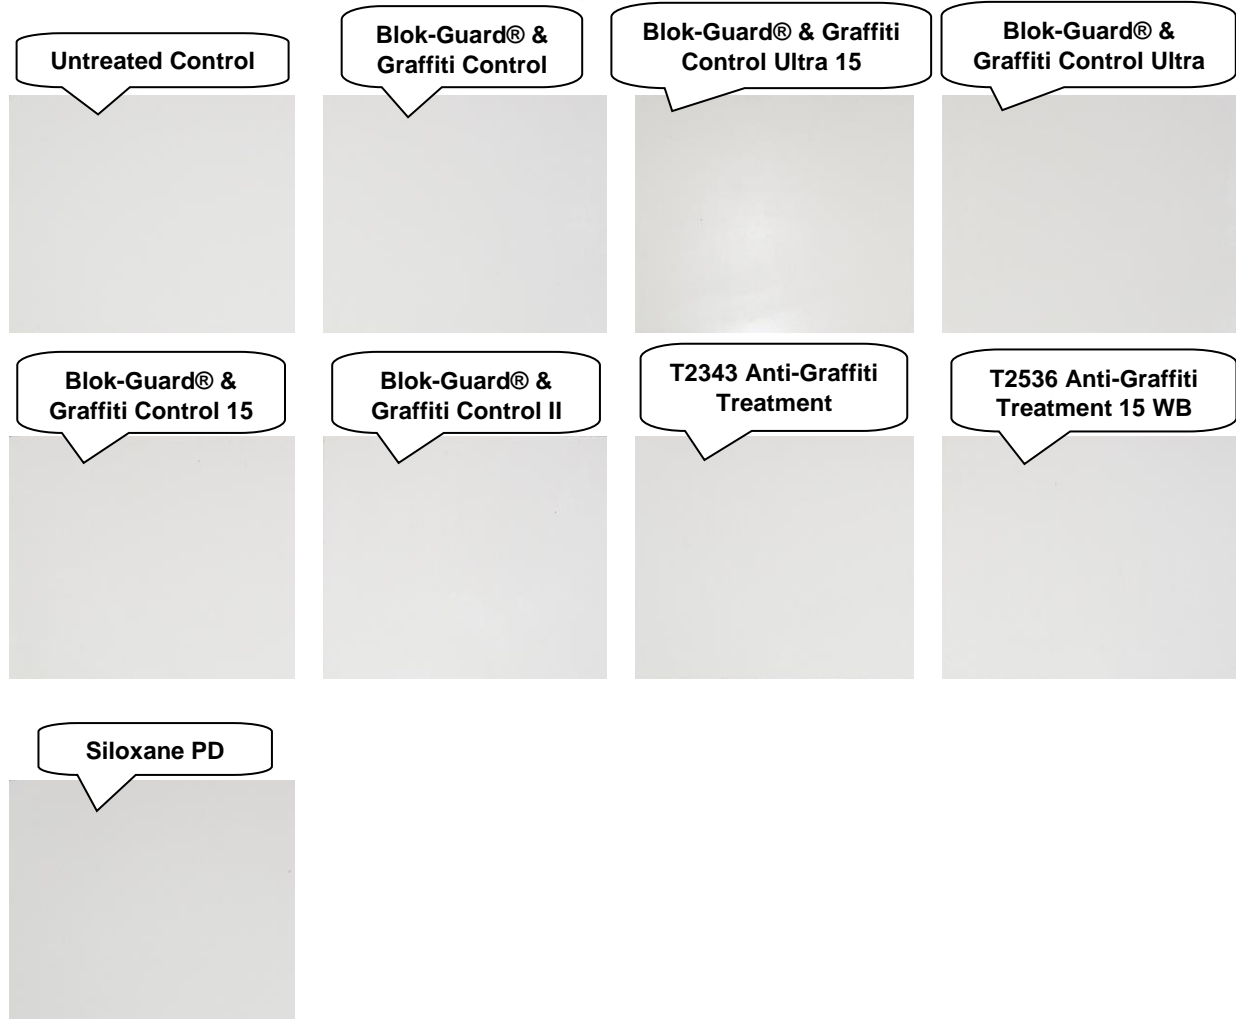 Untreated Control
Blok-Guard® &
Graffiti Control
Blok-Guard® & Graffiti
Control Ultra 15
Blok-Guard® &
Graffiti Control Ultra
Blok-Guard® &
Graffiti Control 15
Blok-Guard® &
Graffiti Control II
T2343 Anti-Graffiti
Treatment
T2536 Anti-Graffiti
Treatment 15 WB
Siloxane PD